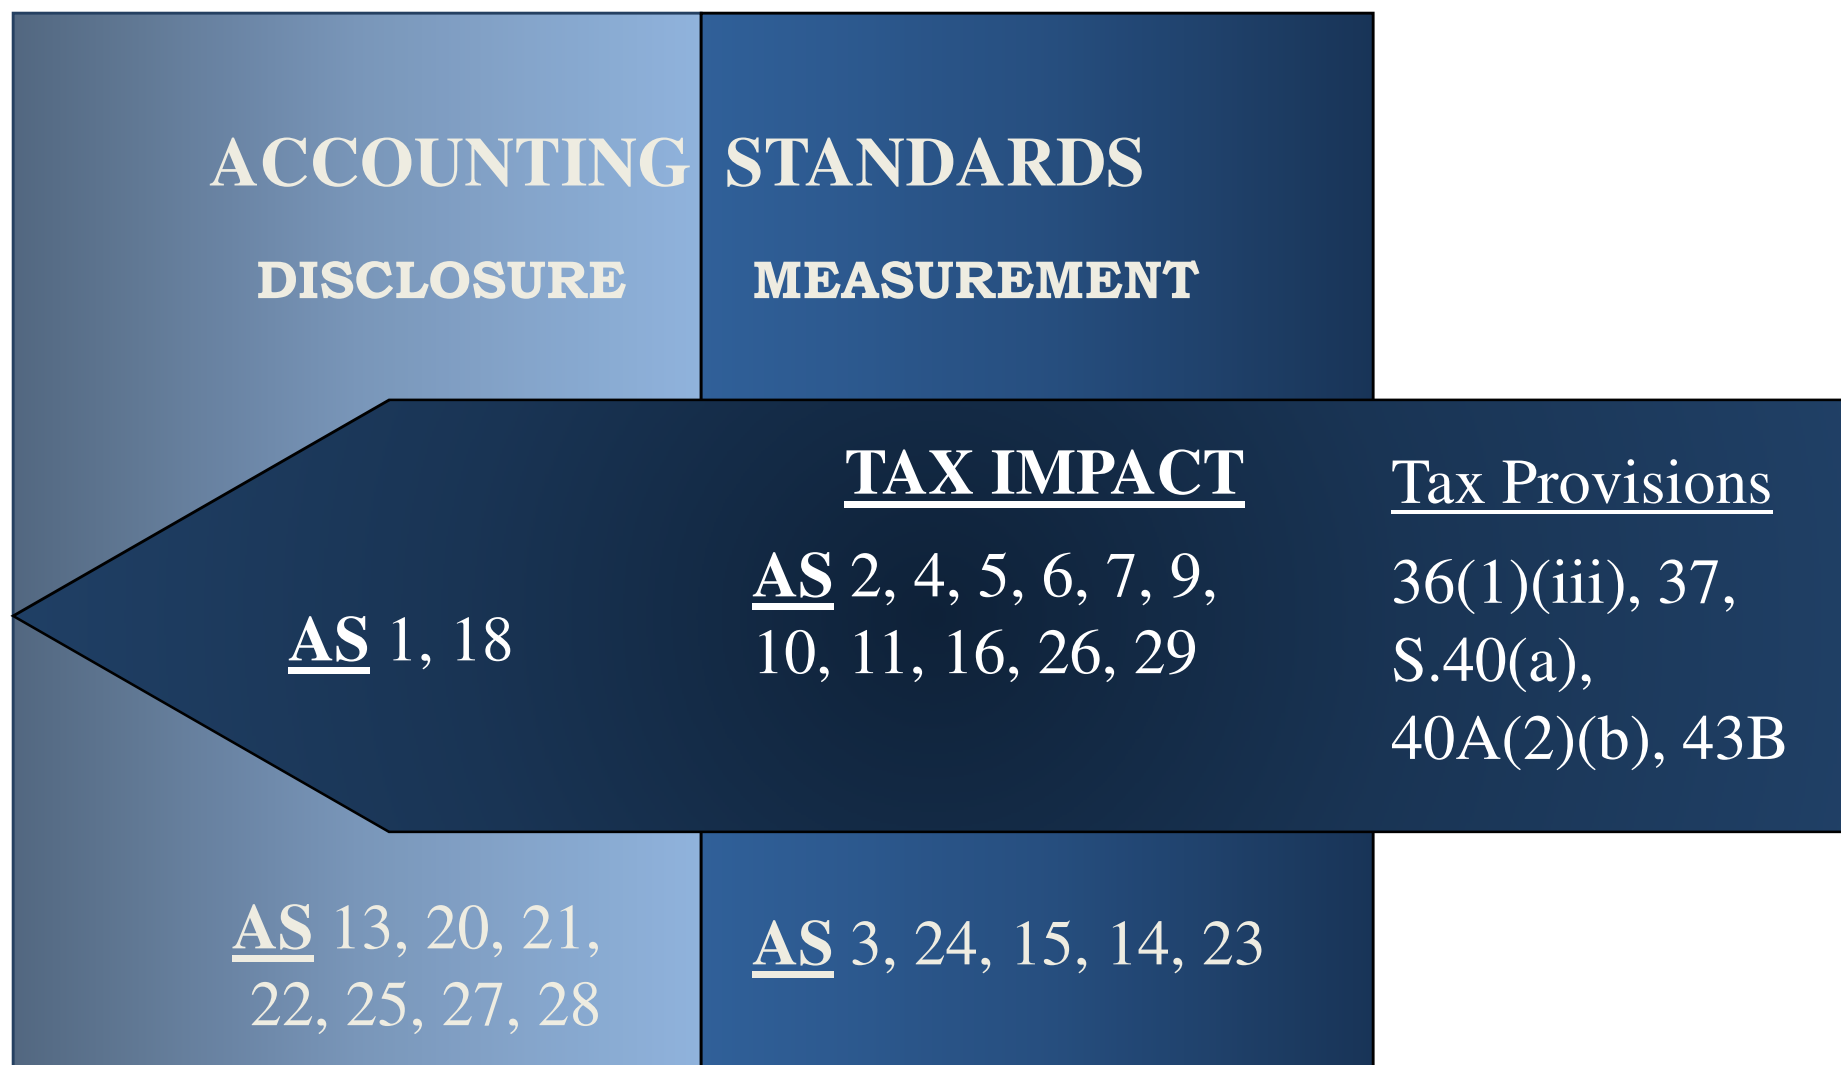 ACCOUNTING STANDARDS
DISCLOSURE
MEASUREMENT
TAX IMPACT
AS 1, 18
AS 2, 4, 5, 6, 7, 9,
10, 11, 16, 26, 29
Tax Provisions
36(1)(iii), 37,
S.40(a),
40A(2)(b), 43B
AS 13, 20, 21,
22, 25, 27, 28
AS 3, 24, 15, 14, 23